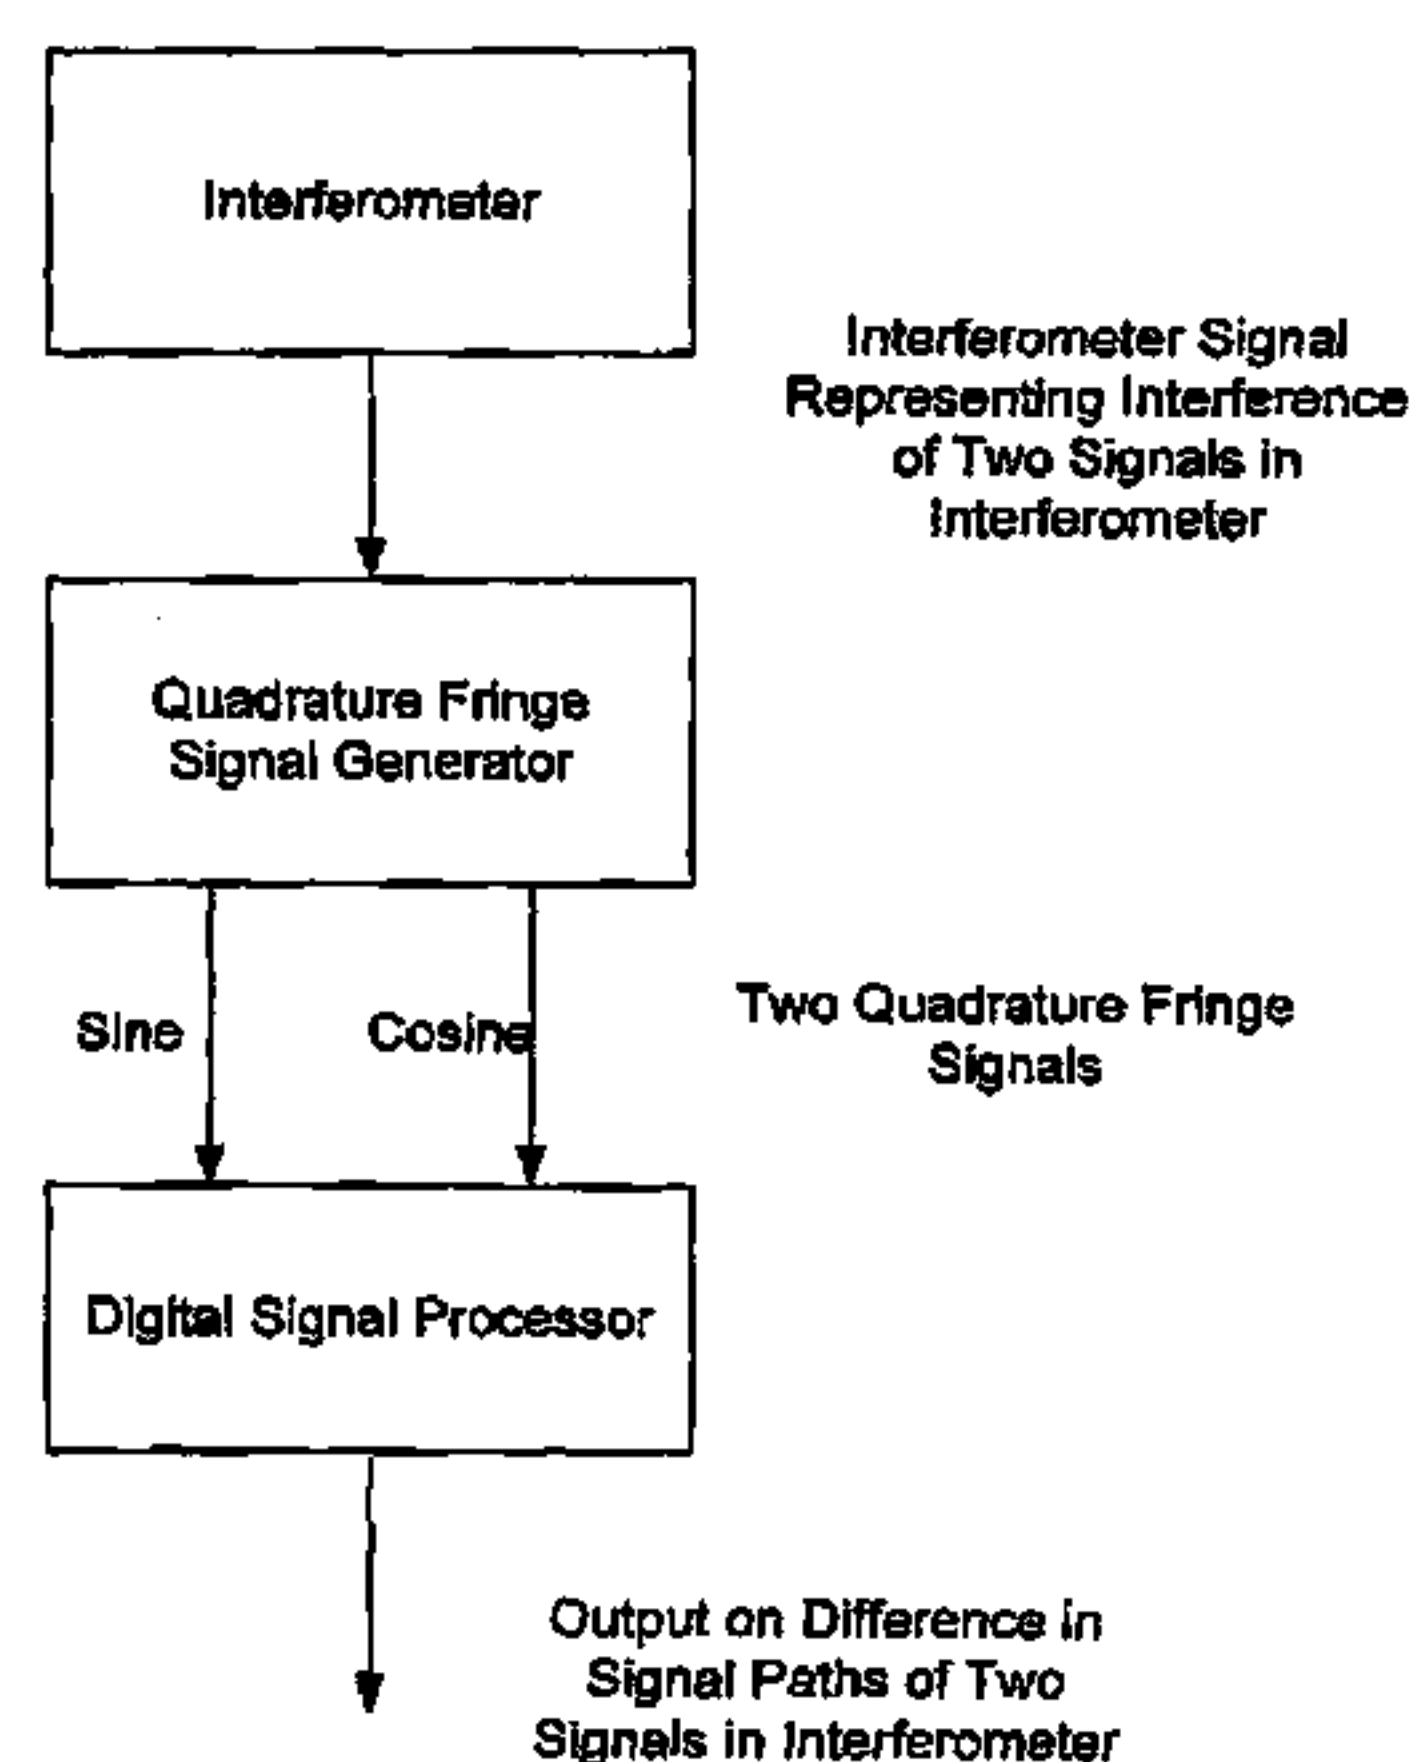 Interferometer
Interferometer Signal
Representing Interference
of Two Signals in
Interferometer
Quadrature Fringe
Signal Generator
Sine
Cosine
Two Quadrature Fringe
Signals
Digital Signal Processor
Output on Difference in
Signal Paths of Two
Signals in Interferometer